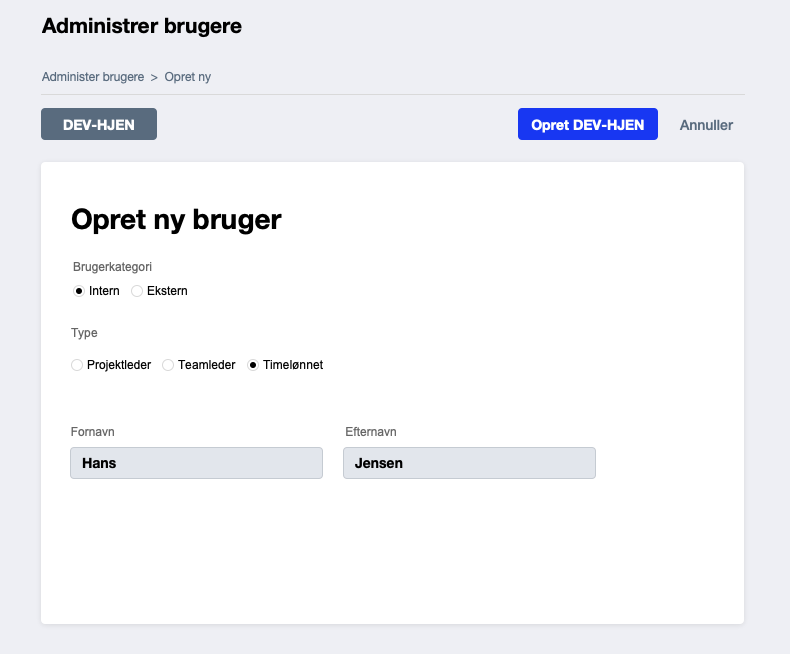 Administrer brugere
Administer brugere > Opret ny
DEV-HJEN Opret DEV-HJEN Annuller
Opret ny bruger
Brugerkategori
Intern Ekstern
Type
Projektleder Teamleder Timelønnet
Fornavn Efternavn
Hans Jensen